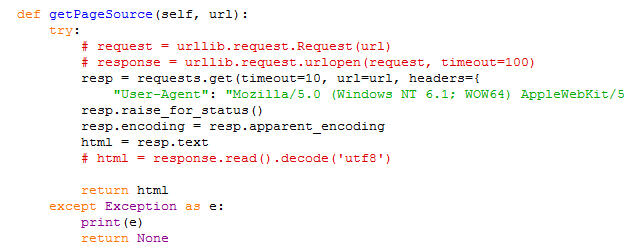 def getPageSource(self, url):
    try:
        # request = urllib.request.Request(url)
        # response = urllib.request.urlopen(request, timeout=100)
        resp = requests.get(timeout=10, url=url, headers={
            "User-Agent": "Mozilla/5.0 (Windows NT 6.1; WOW64) AppleWebKit/5
        resp.raise_for_status()
        resp.encoding = resp.apparent_encoding
        html = resp.text
        # html = response.read().decode('utf8')
        return html
    except Exception as e:
        print(e)
        return None